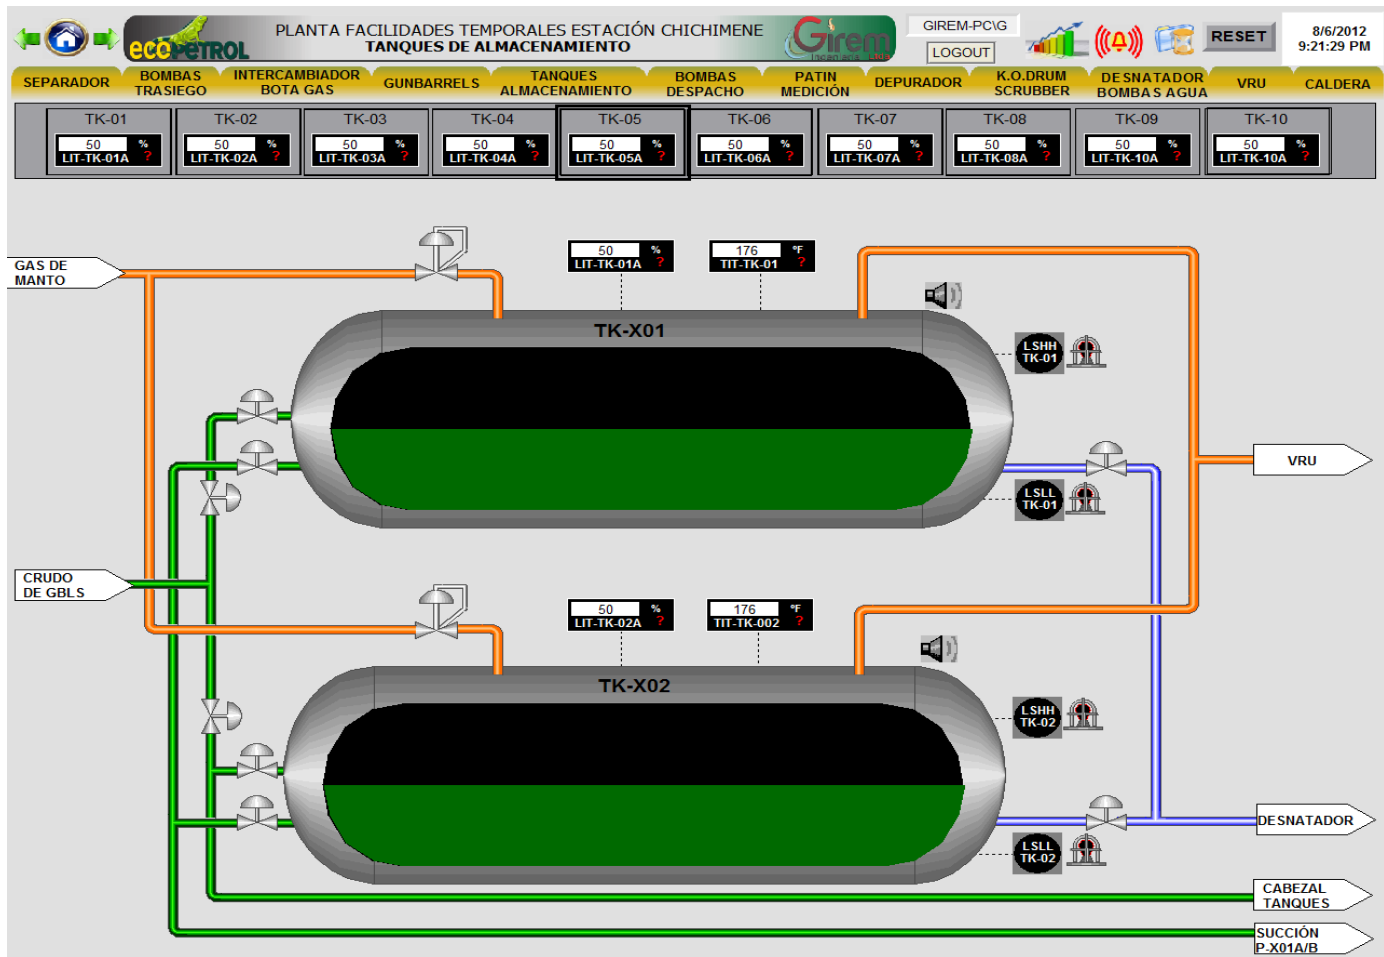 PLANTA FACILIDADES TEMPORALES ESTACIÓN CHICHIMENE
TANQUES DE ALMACENAMIENTO
ecopetrol
Girem
Ingenieria Ltda
GIREM-PC\G
LOGOUT
RESET
8/6/2012
9:21:29 PM
SEPARADOR
BOMBAS
TRASIEGO
INTERCAMBIADOR
BOTA GAS
GUNBARRELS
TANQUES
ALMACENAMIENTO
BOMBAS
DESPACHO
PATIN
MEDICIÓN
DEPURADOR
K.O.DRUM
SCRUBBER
DESNATADOR
BOMBAS AGUA
VRU
CALDERA
TK-01
50 %
LIT-TK-01A ?
TK-02
50 %
LIT-TK-02A ?
TK-03
50 %
LIT-TK-03A ?
TK-04
50 %
LIT-TK-04A ?
TK-05
50 %
LIT-TK-05A ?
TK-06
50 %
LIT-TK-06A ?
TK-07
50 %
LIT-TK-07A ?
TK-08
50 %
LIT-TK-08A ?
TK-09
50 %
LIT-TK-10A ?
TK-10
50 %
LIT-TK-10A ?
GAS DE
MANTO
50 %
LIT-TK-01A ?
176 ºF
TIT-TK-01 ?
TK-X01
LSHH
TK-01
VRU
LSLL
TK-01
CRUDO
DE GBLS
50 %
LIT-TK-02A ?
176 ºF
TIT-TK-002 ?
TK-X02
LSHH
TK-02
DESNATADOR
LSLL
TK-02
CABEZAL
TANQUES
SUCCIÓN
P-X01A/B